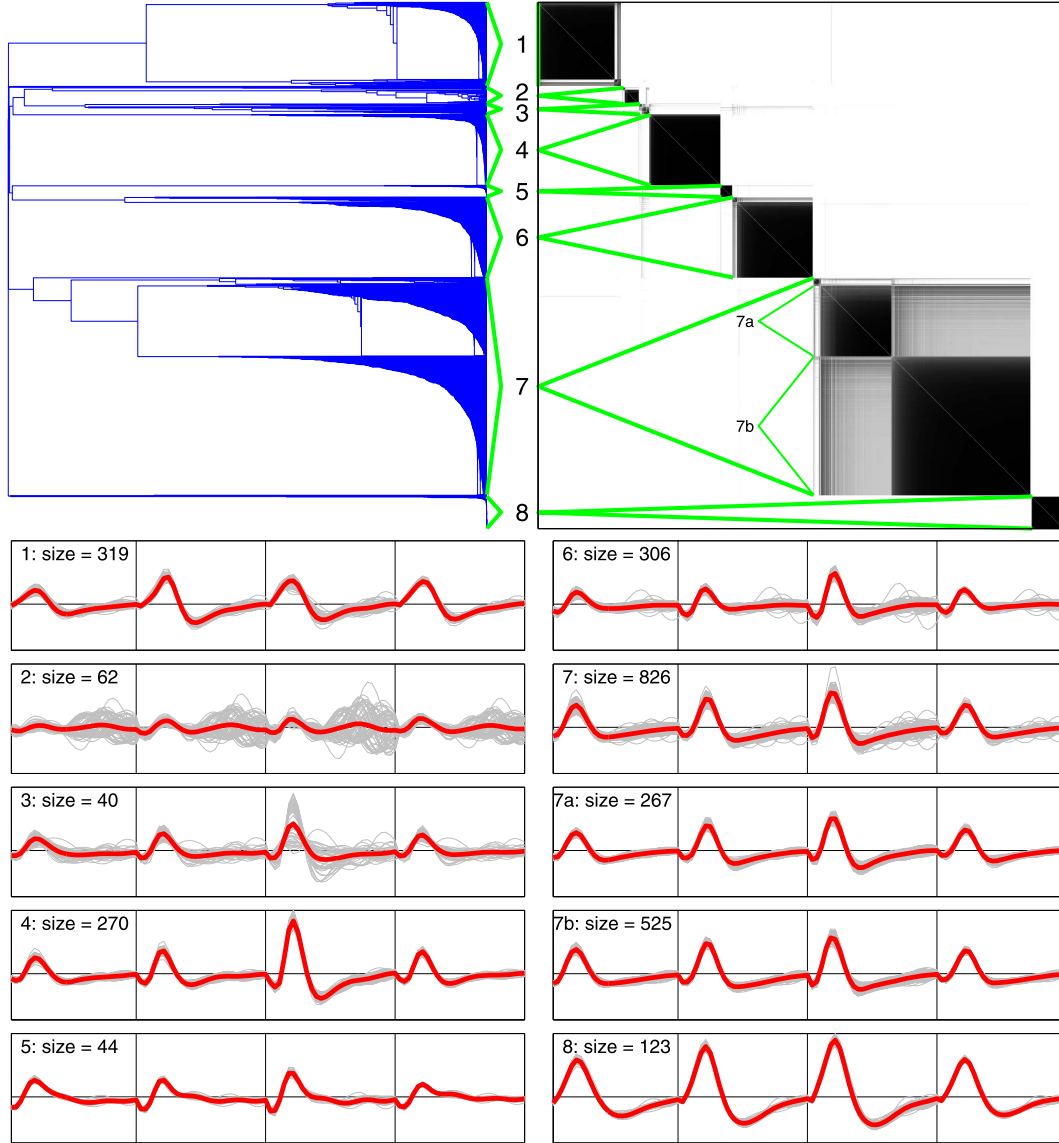 1
2
3
4
5
6
7
8
7a
7b
1: size = 319
2: size = 62
3: size = 40
4: size = 270
5: size = 44
6: size = 306
7: size = 826
7a: size = 267
7b: size = 525
8: size = 123